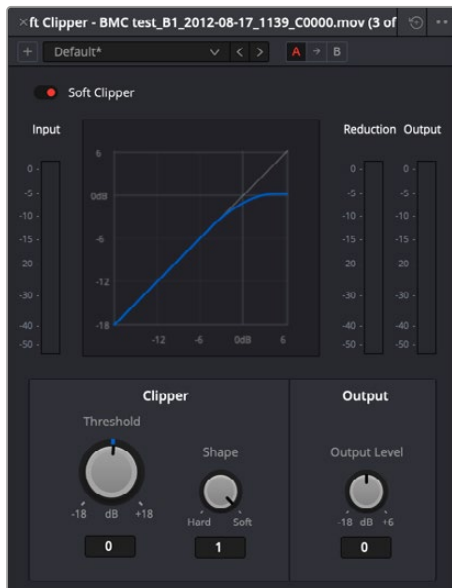 ft Clipper - BMC test_B1_2012-08-17_1139_C0000.mov (3 of
Default*
A B
Soft Clipper
Input
Reduction Output
6
0dB
-6
-12
-18
-12 -6 0dB 6
0 -
-5 -
-10 -
-15 -
20
-30 -
-40 -
-50 -
0 -
-5 -
-10 -
-15 -
20
-30 -
-40 -
-50 -
0 -
-5 -
-10 -
-15 -
20
-30 -
-40 -
-50 -
Clipper
Threshold
-18 dB +18
0
Shape
Hard Soft
1
Output
Output Level
-18 dB +6
0